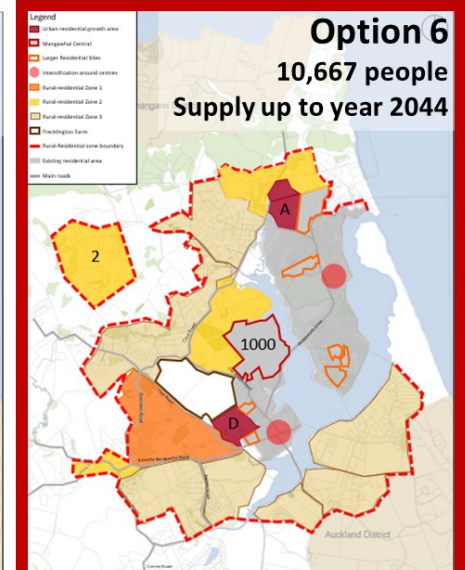 Legend
Urban residential growth area
Mangawhai Central
Larger Residential Sites
Intensification around centres
Rural-residential Zone 1
Rural-residential Zone 2
Rural-residential Zone 3
Frecklington Farm
Rural-Residential zone boundary
Existing residential area
Main roads
Option 6
10,667 people
Supply up to year 2044
A
2
1000
D
Auckland District